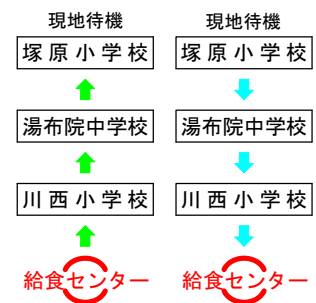 現地待機 現地待機
塚原小学校 塚原小学校
湯布院中学校 湯布院中学校
川西小学校 川西小学校
給食センター 給食センター